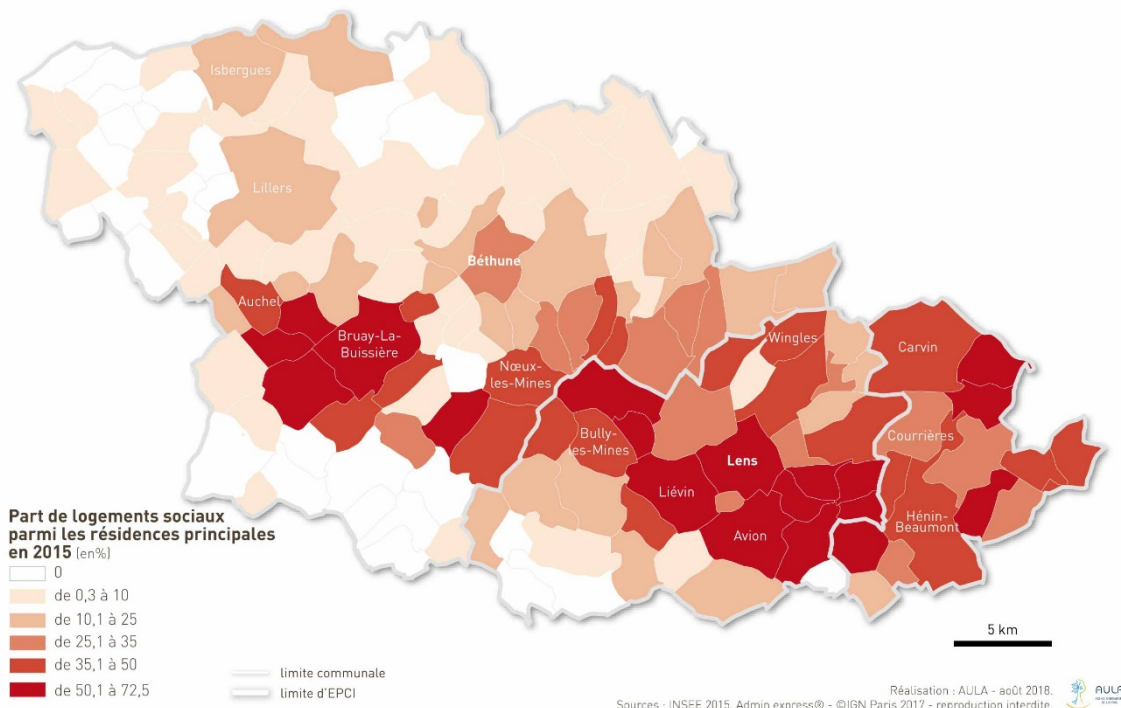 Isbergues
Lillers
Béthune
Auchel
Bruay-La-
Buissière
Nœux-
les-Mines
Wingles
Carvin
Bully-
les-Mines
Courrières
Lens
Liévin
Hénin-
Beaumont
Avion
Part de logements sociaux
parmi les résidences principales
en 2015 (en%)
0
de 0,3 à 10
de 10,1 à 25
de 25,1 à 35
de 35,1 à 50
de 50,1 à 72,5
limite communale
limite d'EPCI
5 km
Réalisation : AULA - août 2018.
Sources : INSEE 2015, Admin express® - ©IGN Paris 2017 - reproduction interdite.
AULA